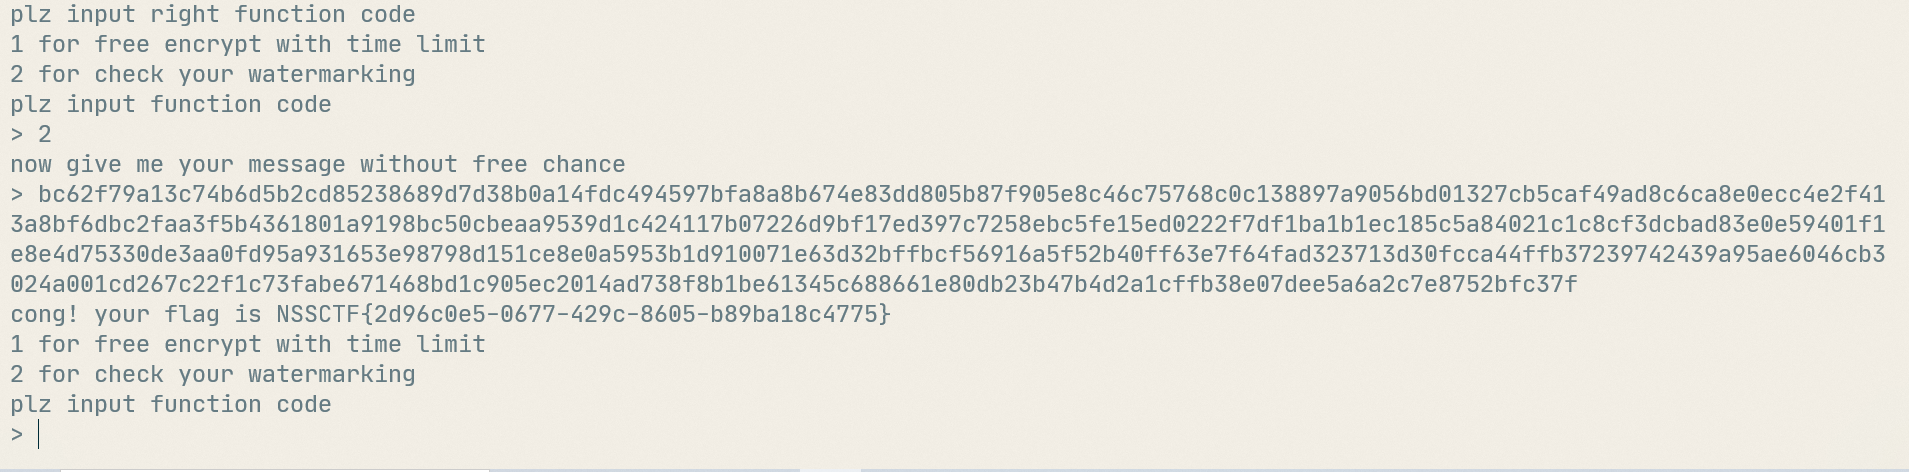 plz input right function code
1 for free encrypt with time limit
2 for check your watermarking
plz input function code
> 2
now give me your message without free chance
> bc62f79a13c74b6d5b2cd85238689d7d38b0a14fdc494597bfa8a8b674e83dd805b87f905e8c46c75768c0c138897a9056bd01327cb5caf49ad8c6ca8e0ecc4e2f41
3a8bf6dbc2faa3f5b4361801a9198bc50cbeaa9539d1c424117b07226d9bf17ed397c7258ebc5fe15ed0222f7df1ba1b1ec185c5a84021c1c8cf3dcbad83e0e59401f1
e8e4d75330de3aa0fd95a931653e98798d151ce8e0a5953b1d910071e63d32bffbcf56916a5f52b40ff63e7f64fad323713d30fcca44ffb37239742439a95ae6046cb3
024a001cd267c22f1c73fabe671468bd1c905ec2014ad738f8b1be61345c688661e80db23b47b4d2a1cffb38e07dee5a6a2c7e8752bfc37f
cong! your flag is NSSCTF{2d96c0e5-0677-429c-8605-b89ba18c4775}
1 for free encrypt with time limit
2 for check your watermarking
plz input function code
>